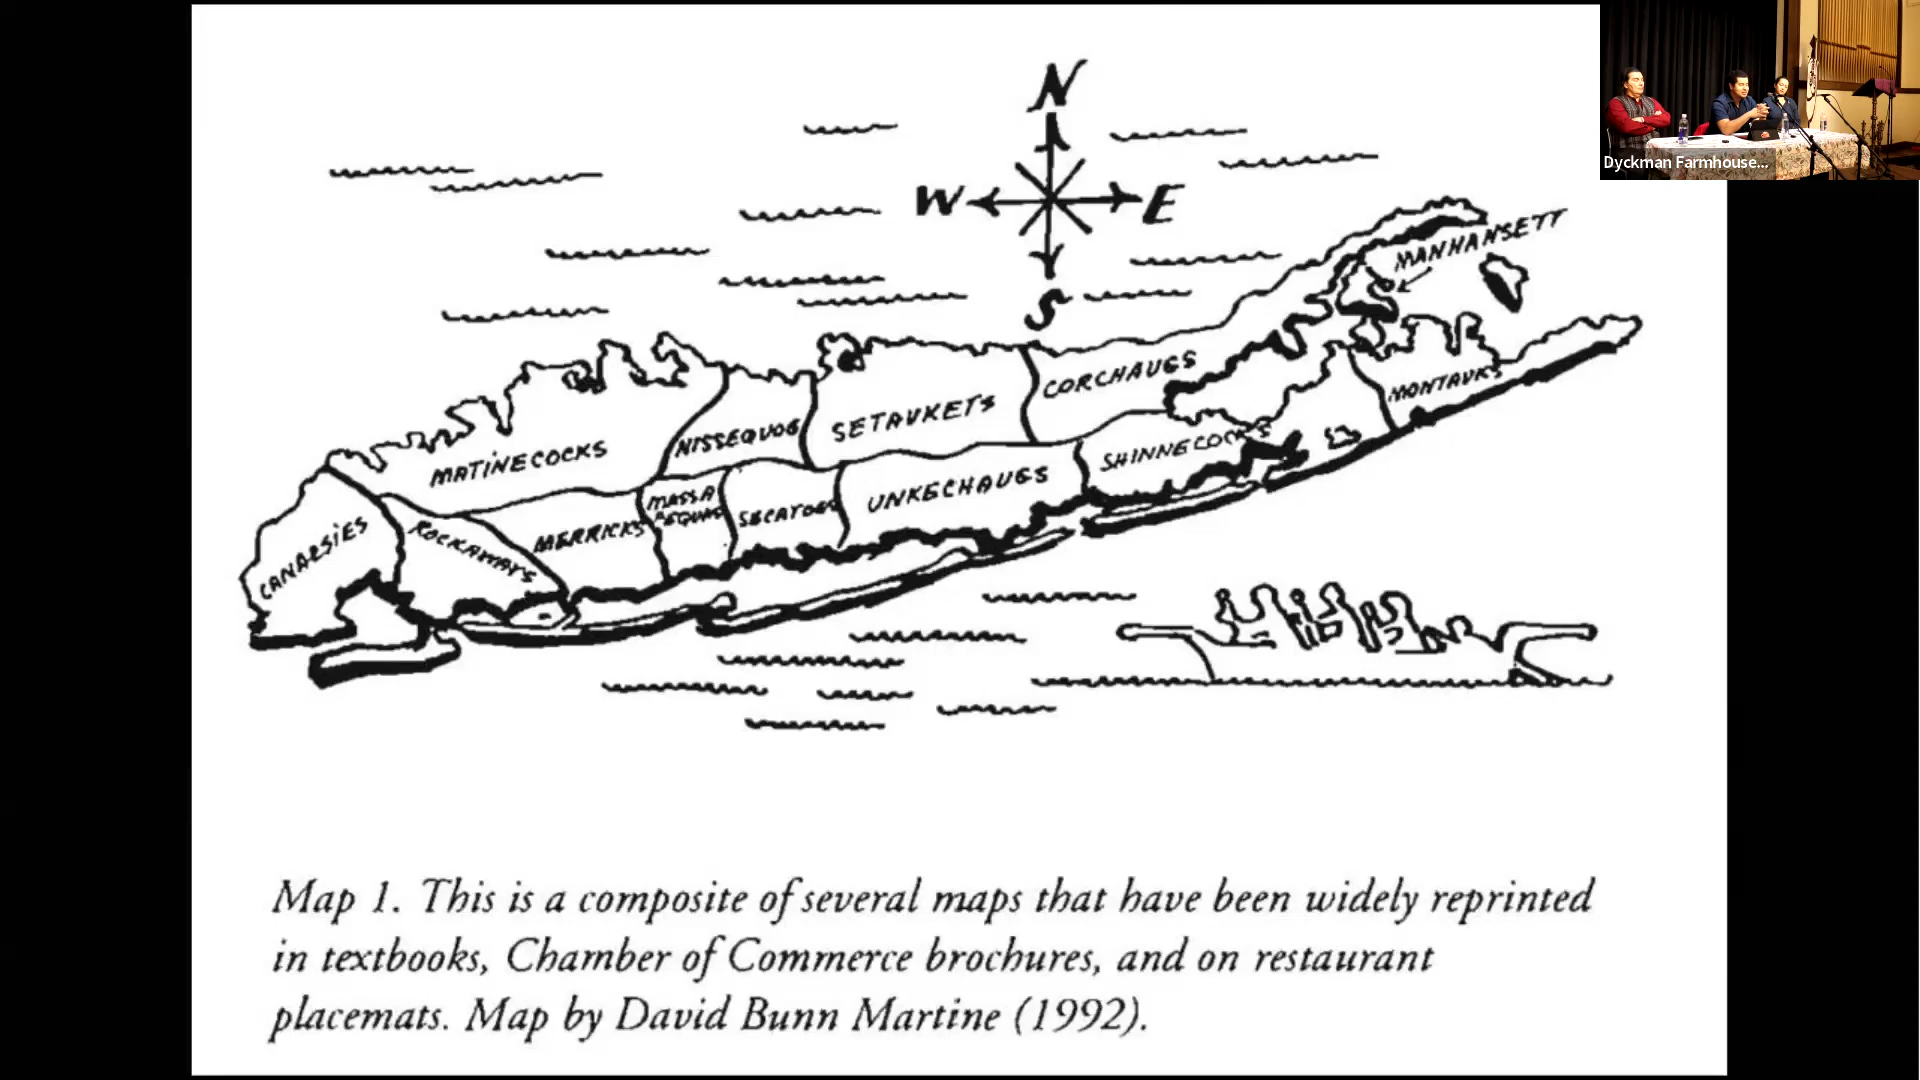 N
W E
S
MANHANSETT
CORCHAUGS
MONTAUKS
SETAUKETS
NISSEQUOG
MATINECOCKS
SHINNECOCKS
UNKECHAUGS
SECATOGS
MASSA
PEQUAS
MERRICKS
ROCKAWAYS
CANARSIES
Map 1. This is a composite of several maps that have been widely reprinted
in textbooks, Chamber of Commerce brochures, and on restaurant
placemats. Map by David Bunn Martine (1992).
Dyckman Farmhouse...